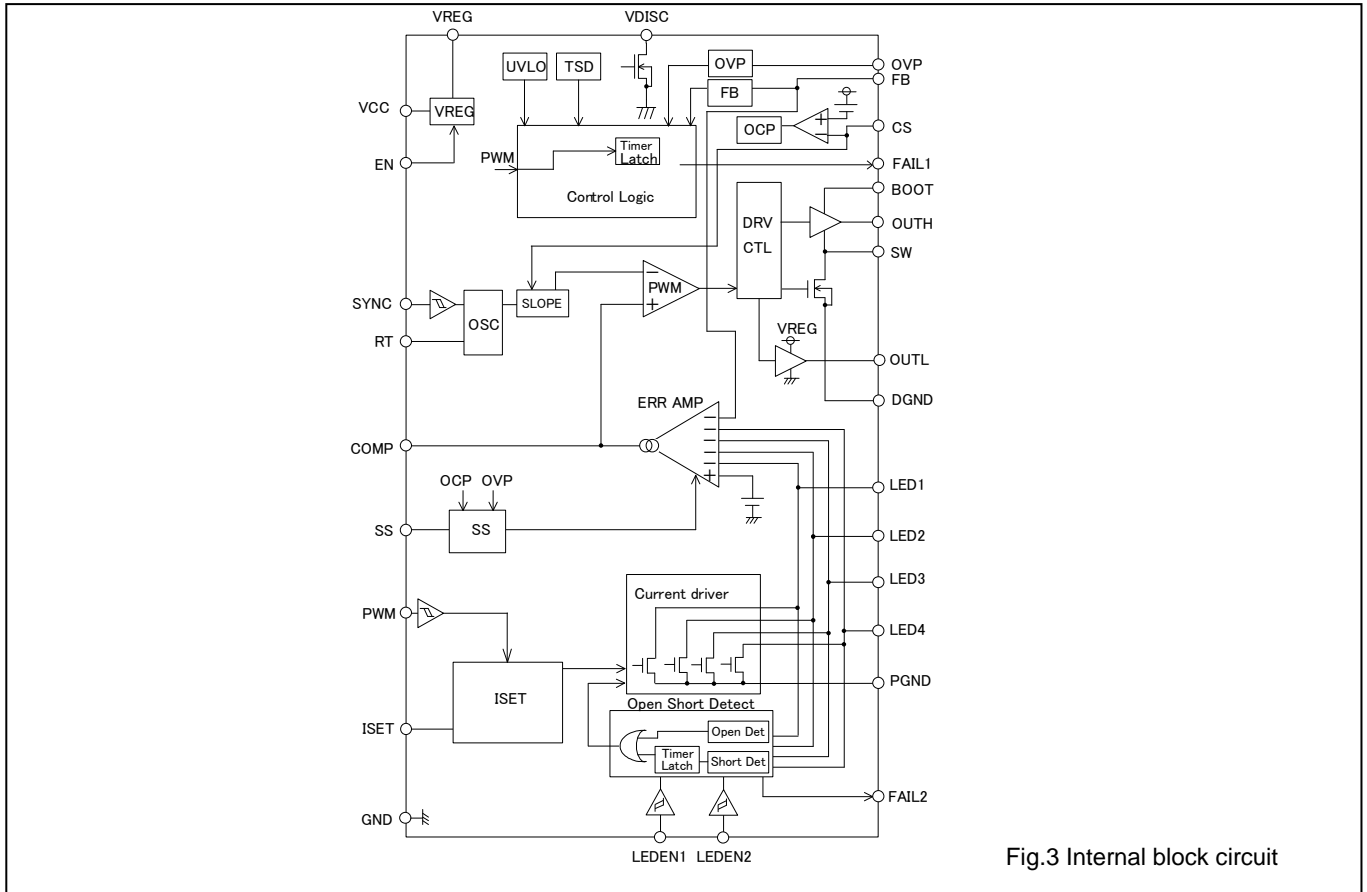 VREG VDISC
UVLO TSD
OVP
OVP
FB
FB
VCC
VREG
OCP
+
−
CS
EN
PWM
Timer
Latch
FAIL1
Control Logic
BOOT
DRV
CTL
OUTH
SW
SYNC
OSC
SLOPE
−
PWM
+
RT
VREG
OUTL
DGND
ERR AMP
−
−
−
−
−
+
COMP
OCP OVP
SS
SS
LED1
LED2
LED3
LED4
PWM
Current driver
ISET
PGND
ISET
Open Short Detect
Open Det
Timer
Latch
Short Det
FAIL2
GND
LEDEN1 LEDEN2
Fig.3 Internal block circuit